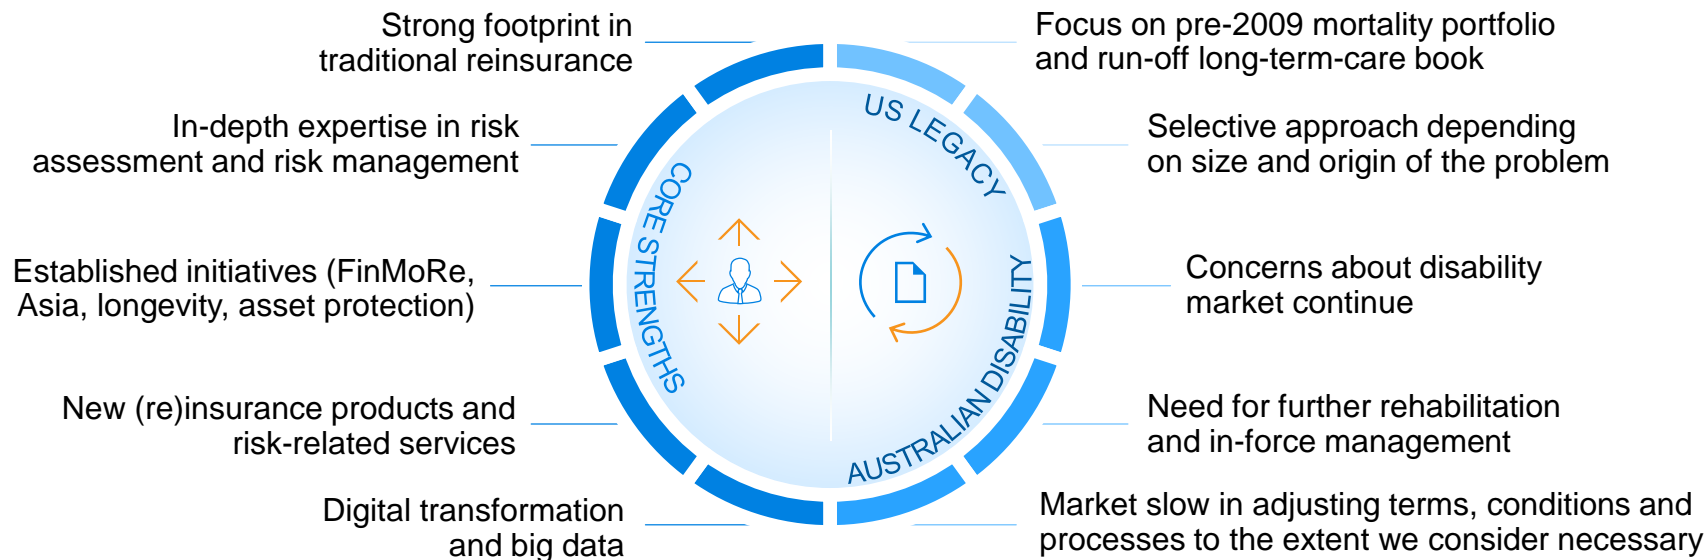 Strong footprint in
traditional reinsurance
In-depth expertise in risk
assessment and risk management
Established initiatives (FinMoRe,
Asia, longevity, asset protection)
New (re)insurance products and
risk-related services
Digital transformation
and big data
CORE STRENGTHS
US LEGACY
AUSTRALIAN DISABILITY
Focus on pre-2009 mortality portfolio
and run-off long-term-care book
Selective approach depending
on size and origin of the problem
Concerns about disability
market continue
Need for further rehabilitation
and in-force management
Market slow in adjusting terms, conditions and
processes to the extent we consider necessary